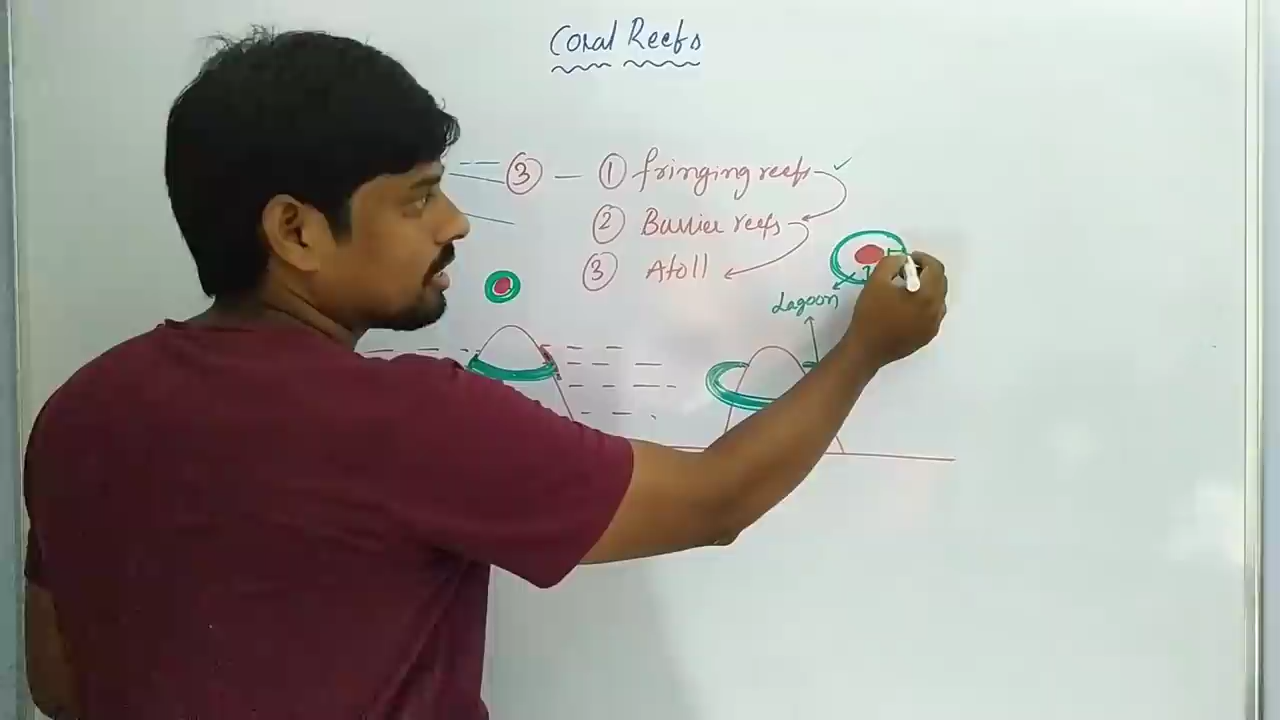 Coral Reefs
③ — ① fringing reefs ✓
② Barrier reefs
③ Atoll
Lagoon